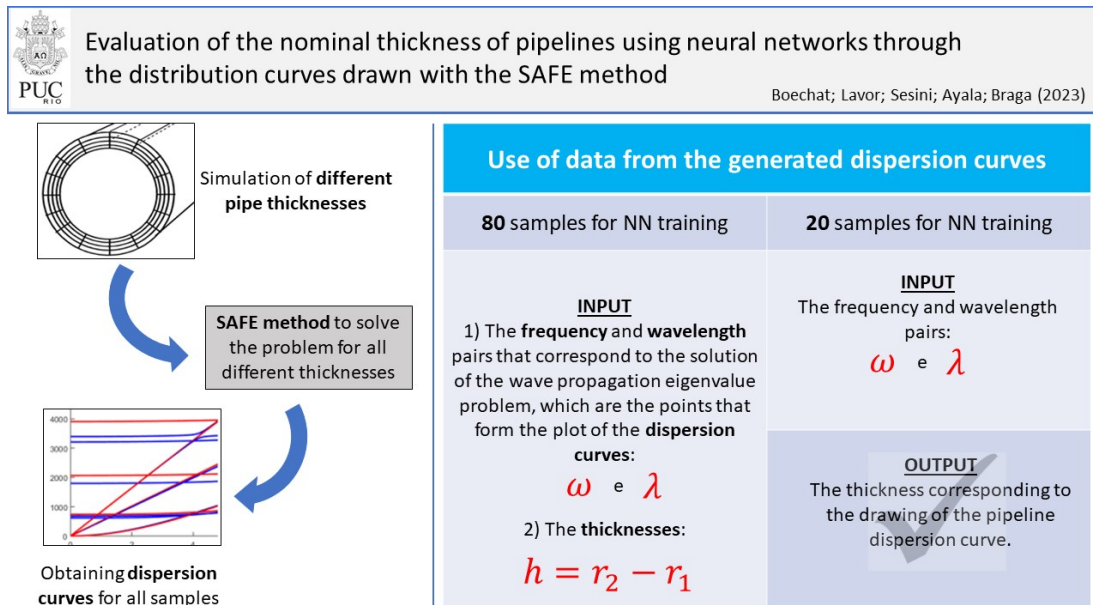 Evaluation of the nominal thickness of pipelines using neural networks through
the distribution curves drawn with the SAFE method
PUC
RIO
Boechat; Lavor; Sesini; Ayala; Braga (2023)
Simulation of different
pipe thicknesses
SAFE method to solve
the problem for all
different thicknesses
4000
3000
2000
1000
0
0
2
4
Obtaining dispersion
curves for all samples
Use of data from the generated dispersion curves
80 samples for NN training
INPUT
1) The frequency and wavelength
pairs that correspond to the solution
of the wave propagation eigenvalue
problem, which are the points that
form the plot of the dispersion
curves:
ω e λ
2) The thicknesses:
h = r₂ − r₁
20 samples for NN training
INPUT
The frequency and wavelength
pairs:
ω e λ
OUTPUT
The thickness corresponding to
the drawing of the pipeline
dispersion curve.